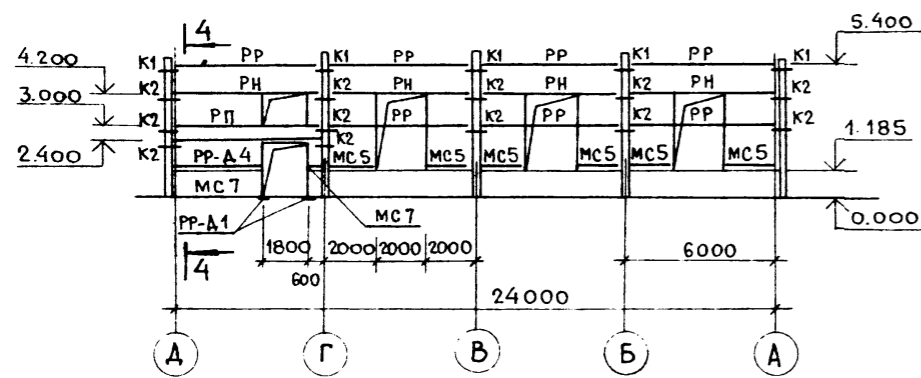 4 5.400
К1 РР К1 РР К1 РР К1 РР К1
4.200
К2 РН К2 РН К2 РН К2 РН К2
3.000
К2 РП К2 РР К2 РР К2 РР К2
2.400 К2 К2 1.185
РР-Д4 МС5 МС5 МС5 МС5 МС5 МС5
МС7
РР-Д1 МС7 0.000
4 1800 600 2000 2000 2000 6000
24000
Д Г В Б А